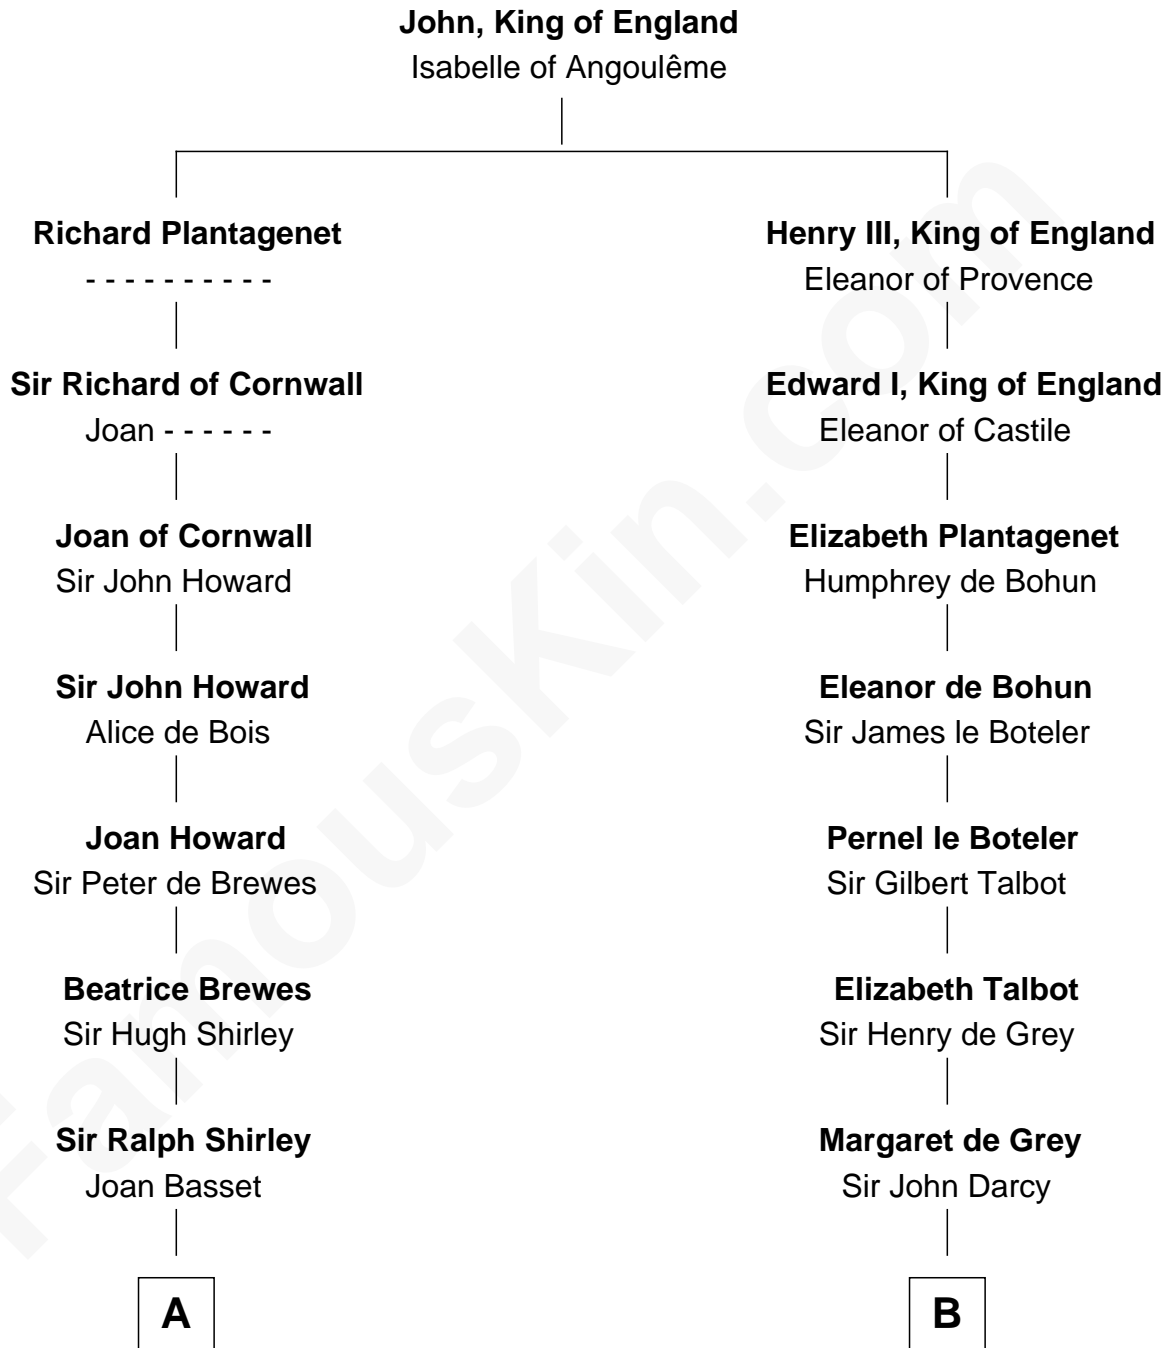 John, King of England
Isabelle of Angoulême
Richard Plantagenet
- - - - - - - - - -
Sir Richard of Cornwall
Joan - - - - - -
Joan of Cornwall
Sir John Howard
Sir John Howard
Alice de Bois
Joan Howard
Sir Peter de Brewes
Beatrice Brewes
Sir Hugh Shirley
Sir Ralph Shirley
Joan Basset
A
Henry III, King of England
Eleanor of Provence
Edward I, King of England
Eleanor of Castile
Elizabeth Plantagenet
Humphrey de Bohun
Eleanor de Bohun
Sir James le Boteler
Pernel le Boteler
Sir Gilbert Talbot
Elizabeth Talbot
Sir Henry de Grey
Margaret de Grey
Sir John Darcy
B
FamousKin.com